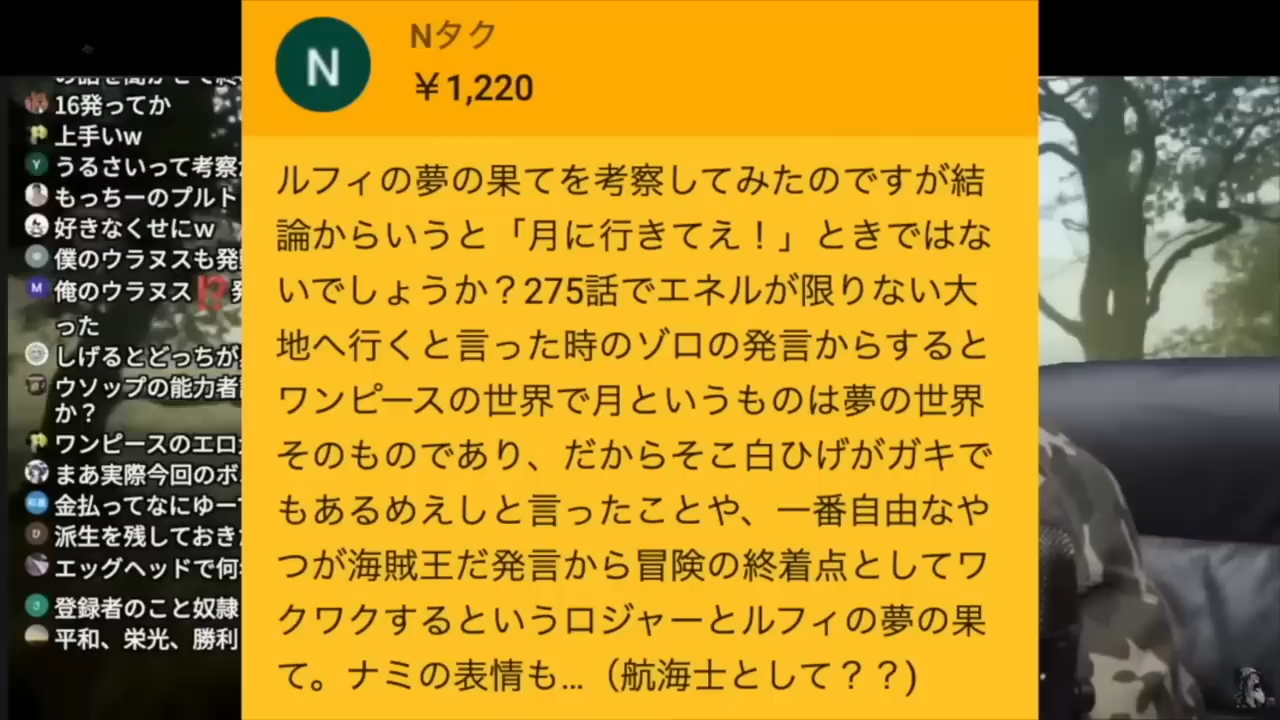 16発ってか
上手いw
うるさいって考察
もっちーのプルト
好きなくせにw
僕のウラヌスも発
俺のウラヌス⁉発
った
しげるとどっちが
ウソップの能力者
か？
ワンピースのエロ
まあ実際今回のボ
金払ってなにゆー
派生を残しておき
エッグヘッドで何
登録者のこと奴隷
平和、栄光、勝利
N
Nタク
￥1,220
ルフィの夢の果てを考察してみたのですが結
論からいうと「月に行きてえ！」ときではな
いでしょうか？275話でエネルが限りない大
地へ行くと言った時のゾロの発言からすると
ワンピースの世界で月というものは夢の世界
そのものであり、だからそこ白ひげがガキで
もあるめえしと言ったことや、一番自由なや
つが海賊王だ発言から冒険の終着点としてワ
クワクするというロジャーとルフィの夢の果
て。ナミの表情も…（航海士として？？)